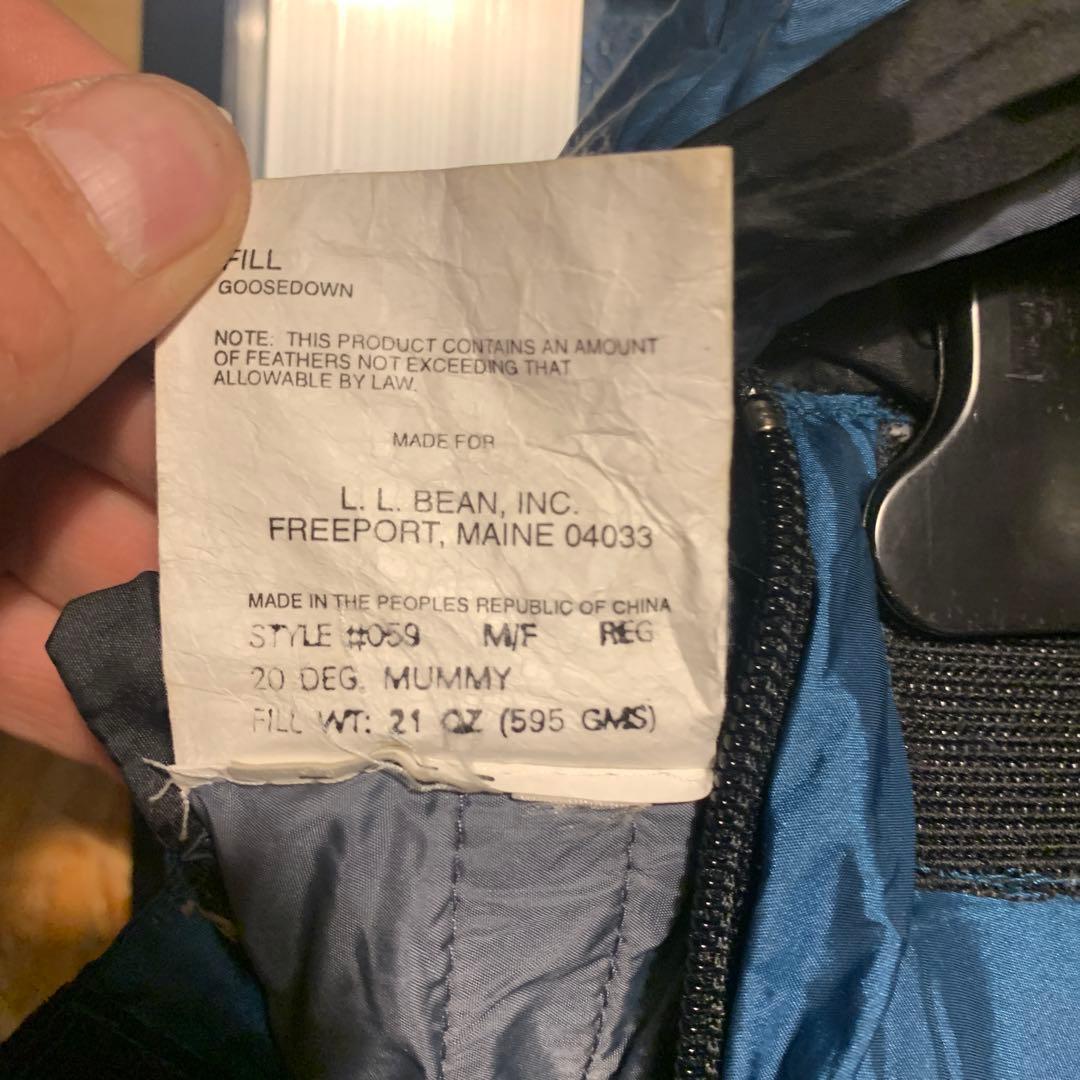 FILL
GOOSEDOWN
NOTE: THIS PRODUCT CONTAINS AN AMOUNT
OF FEATHERS NOT EXCEEDING THAT
ALLOWABLE BY LAW.
MADE FOR
L. L. BEAN, INC.
FREEPORT, MAINE 04033
MADE IN THE PEOPLES REPUBLIC OF CHINA
STYLE #059 M/F REG
20 DEG. MUMMY
FILL WT: 21 OZ (595 GMS)